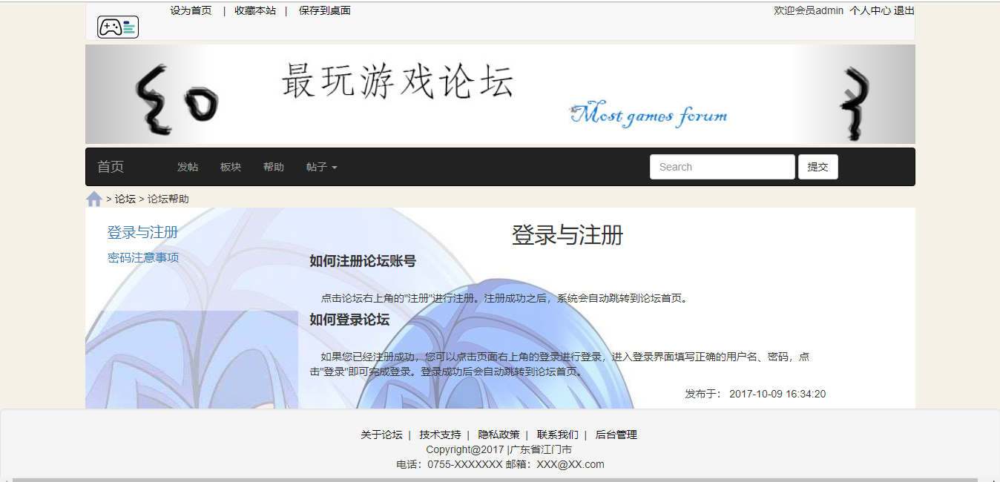 设为首页 | 收藏本站 | 保存到桌面
欢迎会员admin 个人中心 退出
最玩游戏论坛
Most games forum
首页 发帖 板块 帮助 帖子 Search 提交
> 论坛 > 论坛帮助
登录与注册
密码注意事项
登录与注册
如何注册论坛账号
点击论坛右上角的"注册"进行注册。注册成功之后，系统会自动跳转到论坛首页。
如何登录论坛
如果您已经注册成功，您可以点击页面右上角的登录进行登录，进入登录界面填写正确的用户名、密码，点
击"登录"即可完成登录。登录成功后会自动跳转到论坛首页。
发布于： 2017-10-09 16:34:20
关于论坛 | 技术支持 | 隐私政策 | 联系我们 | 后台管理
Copyright@2017 |广东省江门市
电话：0755-XXXXXXX 邮箱：XXX@XX.com